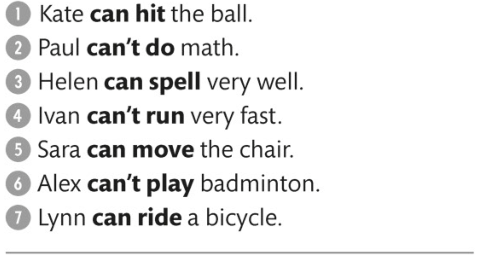 1 Kate can hit the ball.
2 Paul can't do math.
3 Helen can spell very well.
4 Ivan can't run very fast.
5 Sara can move the chair.
6 Alex can't play badminton.
7 Lynn can ride a bicycle.